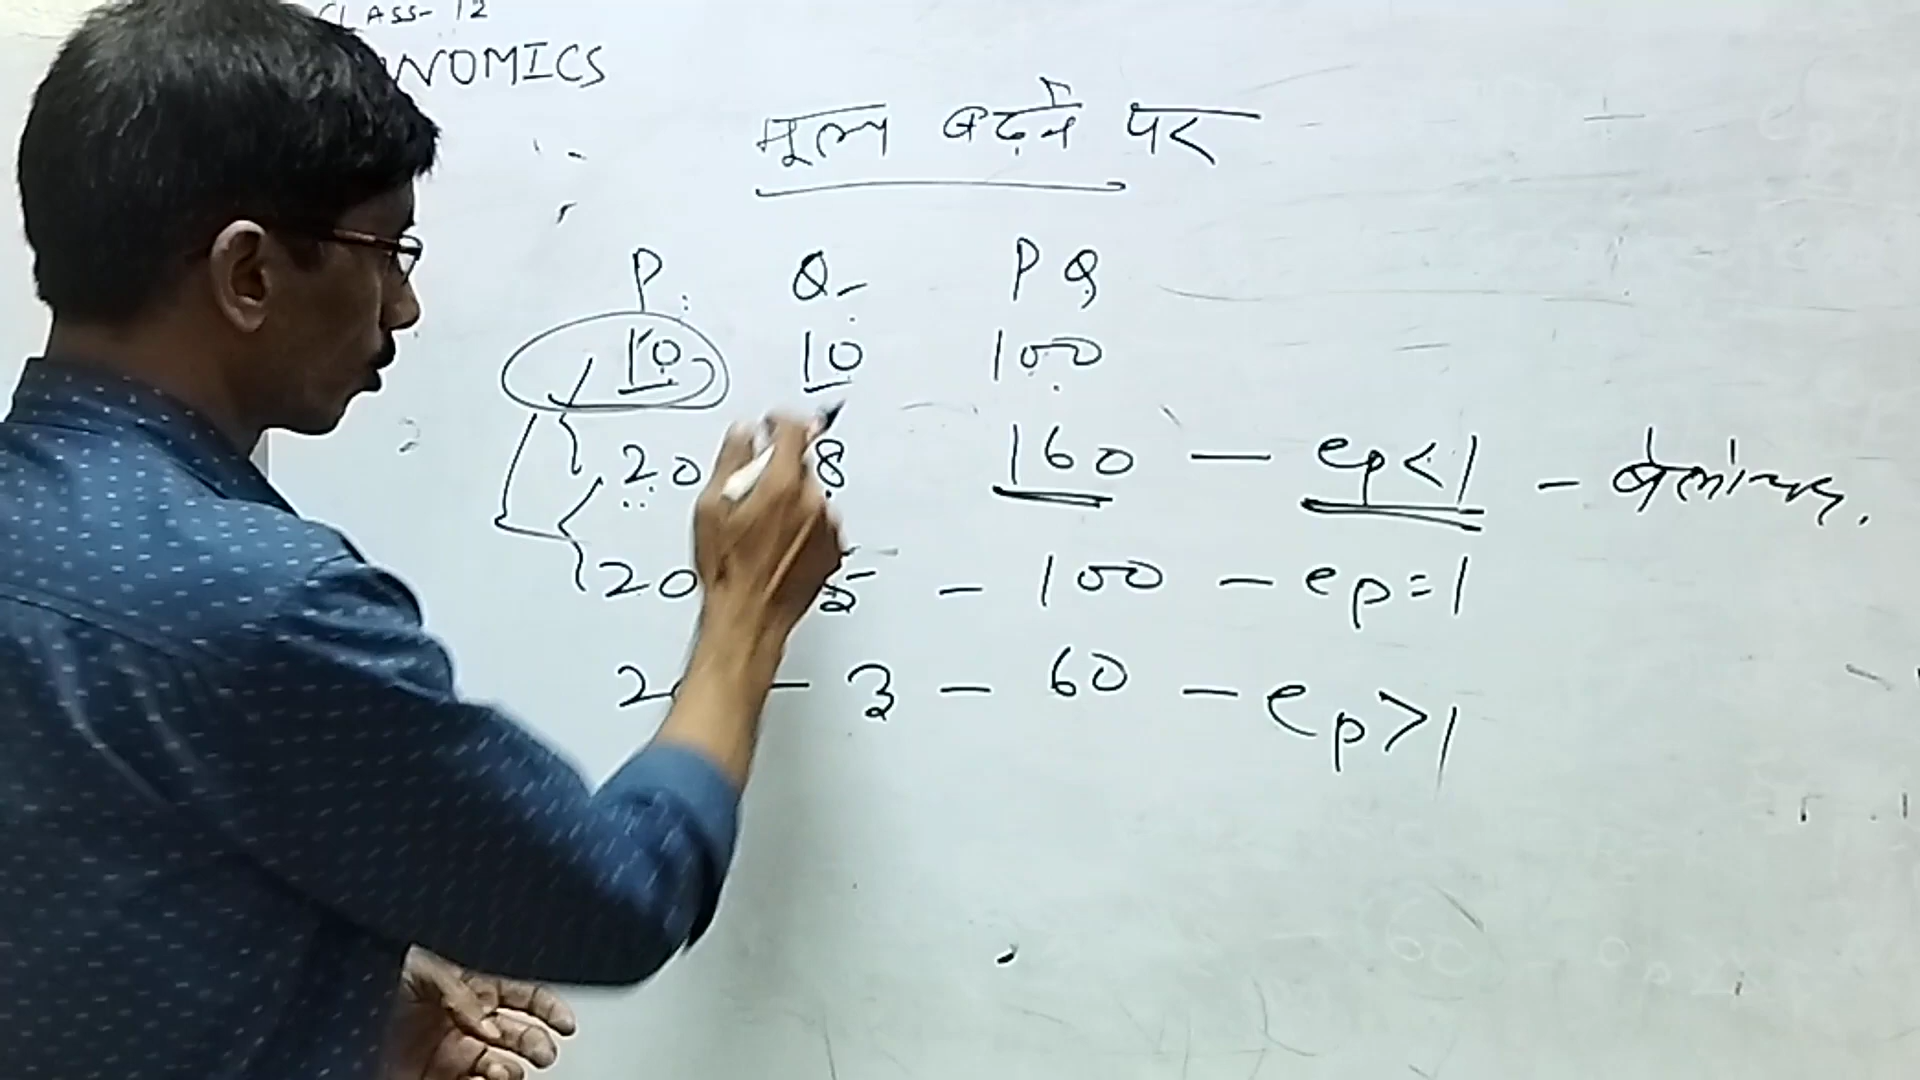 CLASS-12
NOMICS
मूल्य बढ़ने पर
P Q- PQ
10 10 100
20 8 160 - ep<1 -
20 5 - 100 - ep=1
2 - 3 - 60 - ep>1